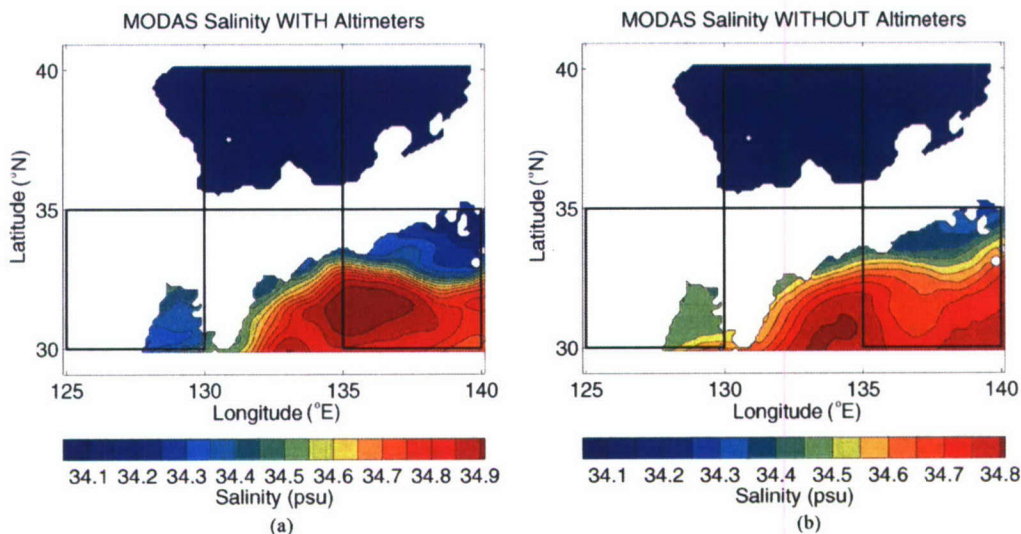 MODAS Salinity WITH Altimeters
40
35
30
Latitude (°N)
125 130 135 140
Longitude (°E)
34.1 34.2 34.3 34.4 34.5 34.6 34.7 34.8 34.9
Salinity (psu)
(a)
MODAS Salinity WITHOUT Altimeters
40
35
30
Latitude (°N)
125 130 135 140
Longitude (°E)
34.1 34.2 34.3 34.4 34.5 34.6 34.7 34.8
Salinity (psu)
(b)